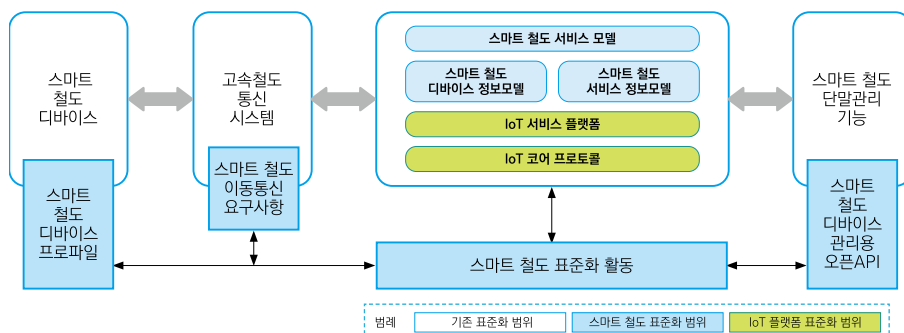 스마트
철도
디바이스
고속철도
통신
시스템
스마트 철도 서비스 모델
스마트 철도
디바이스 정보모델
스마트 철도
서비스 정보모델
IoT 서비스 플랫폼
IoT 코어 프로토콜
스마트 철도
단말관리
기능
스마트
철도
디바이스
프로파일
스마트 철도
이동통신
요구사항
스마트 철도 표준화 활동
스마트
철도
디바이스
관리용
오픈API
범례
기존 표준화 범위
스마트 철도 표준화 범위
IoT 플랫폼 표준화 범위